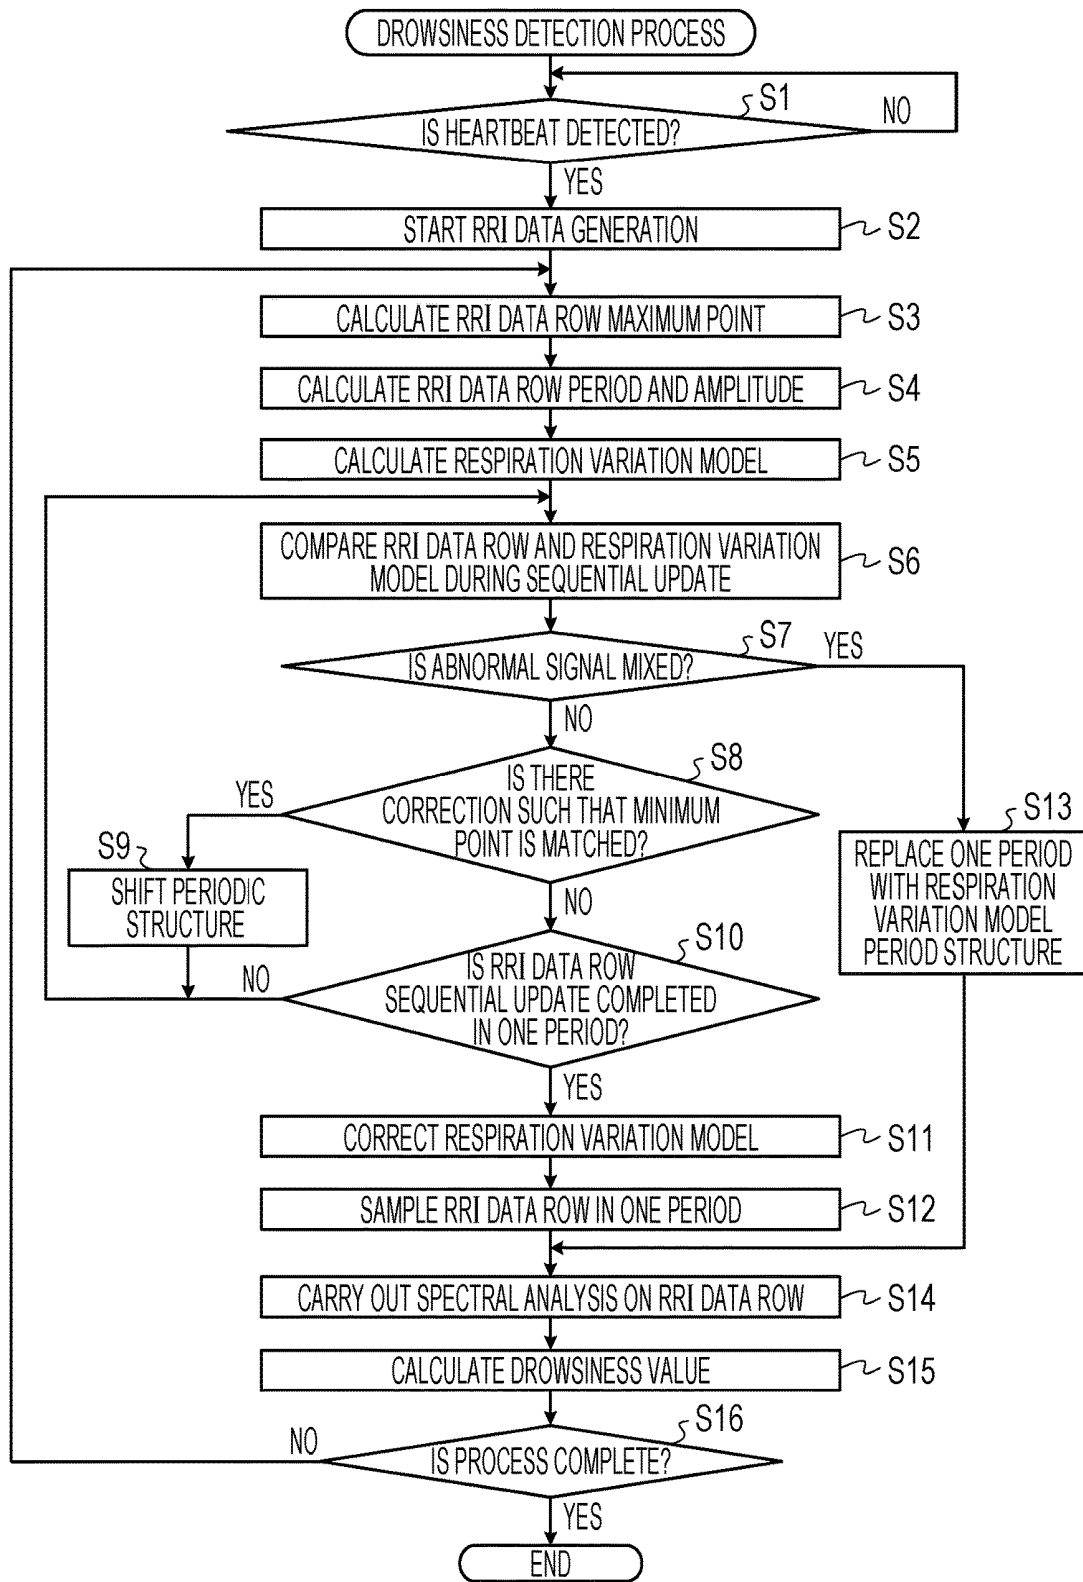 DROWSINESS DETECTION PROCESS
S1
NO
IS HEARTBEAT DETECTED?
YES
START RRI DATA GENERATION
S2
CALCULATE RRI DATA ROW MAXIMUM POINT
S3
CALCULATE RRI DATA ROW PERIOD AND AMPLITUDE
S4
CALCULATE RESPIRATION VARIATION MODEL
S5
COMPARE RRI DATA ROW AND RESPIRATION VARIATION
MODEL DURING SEQUENTIAL UPDATE
S6
S7
YES
IS ABNORMAL SIGNAL MIXED?
NO
S8
YES
IS THERE
CORRECTION SUCH THAT MINIMUM
POINT IS MATCHED?
S9
SHIFT PERIODIC
STRUCTURE
NO
S13
REPLACE ONE PERIOD
WITH RESPIRATION
VARIATION MODEL
PERIOD STRUCTURE
S10
NO
IS RRI DATA ROW
SEQUENTIAL UPDATE COMPLETED
IN ONE PERIOD?
YES
CORRECT RESPIRATION VARIATION MODEL
S11
SAMPLE RRI DATA ROW IN ONE PERIOD
S12
CARRY OUT SPECTRAL ANALYSIS ON RRI DATA ROW
S14
CALCULATE DROWSINESS VALUE
S15
S16
NO
IS PROCESS COMPLETE?
YES
END